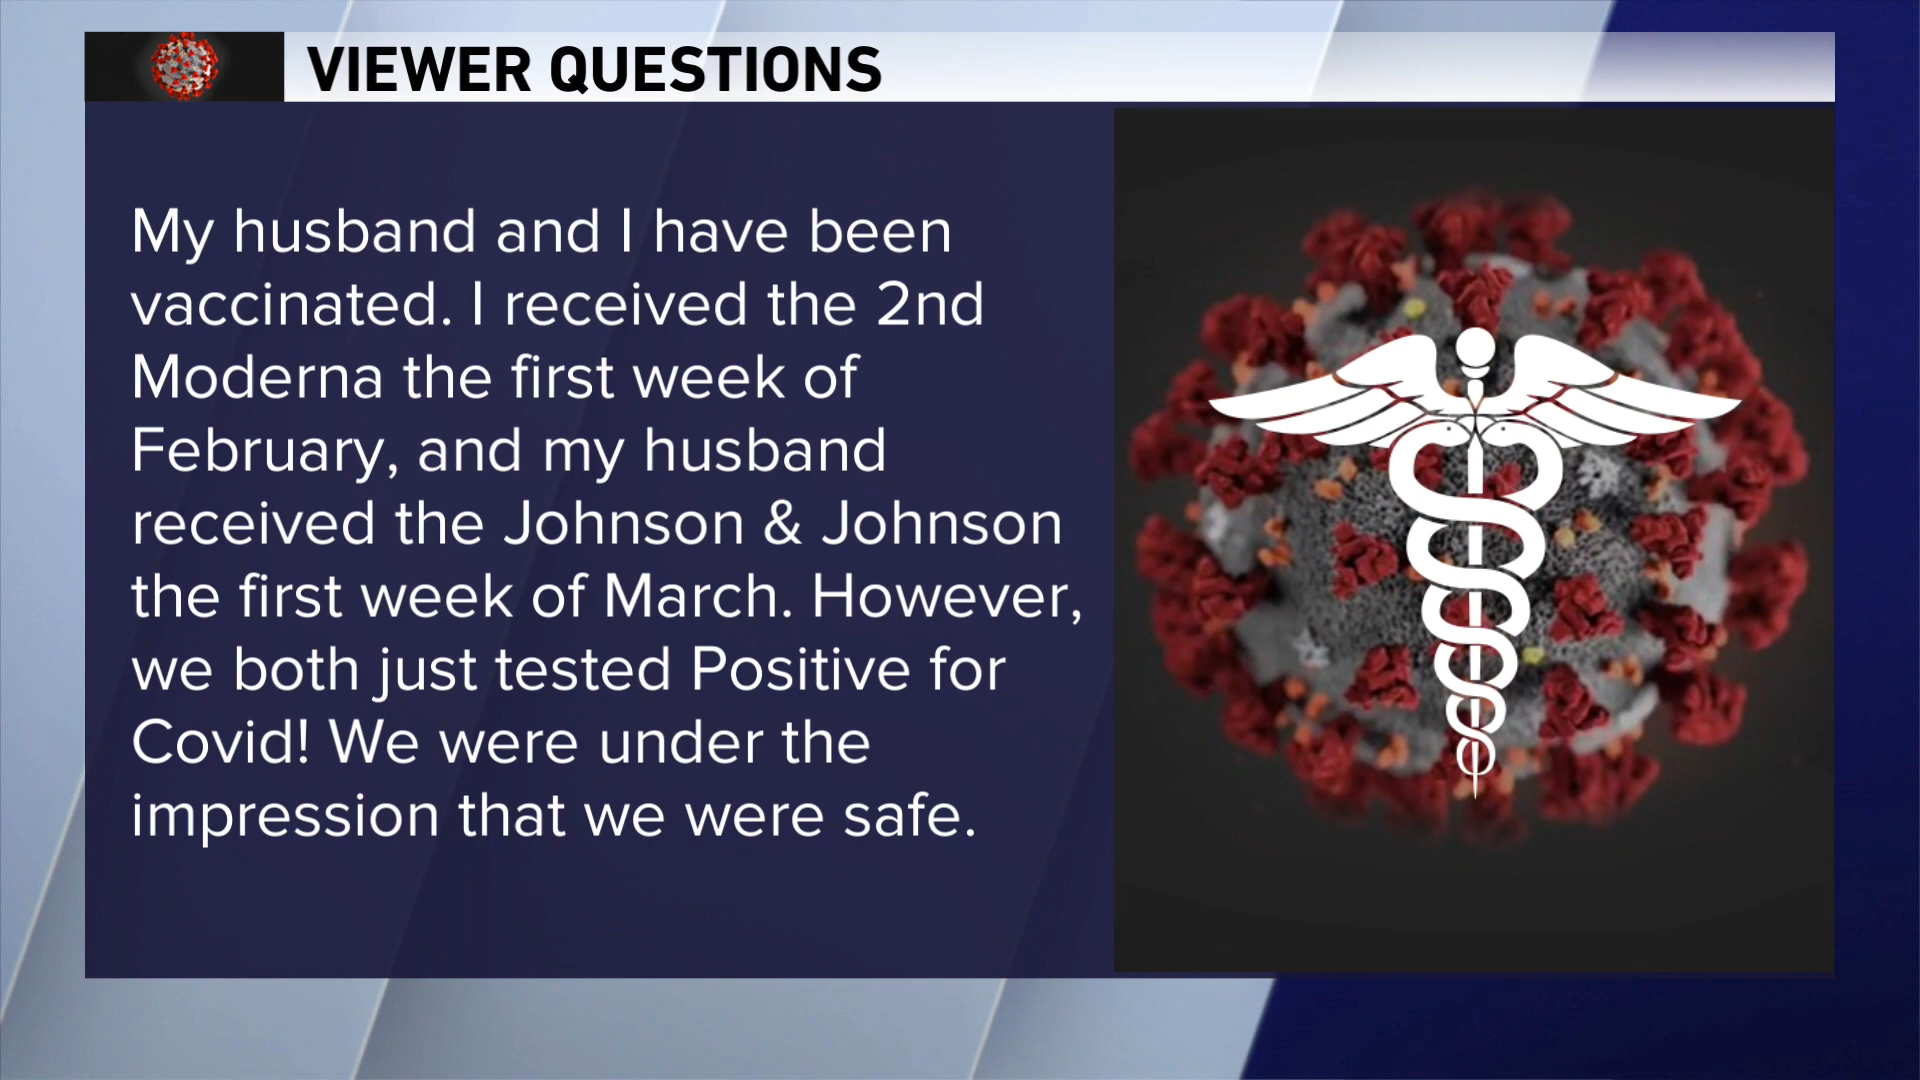 VIEWER QUESTIONS
My husband and I have been
vaccinated. I received the 2nd
Moderna the first week of
February, and my husband
received the Johnson & Johnson
the first week of March. However,
we both just tested Positive for
Covid! We were under the
impression that we were safe.